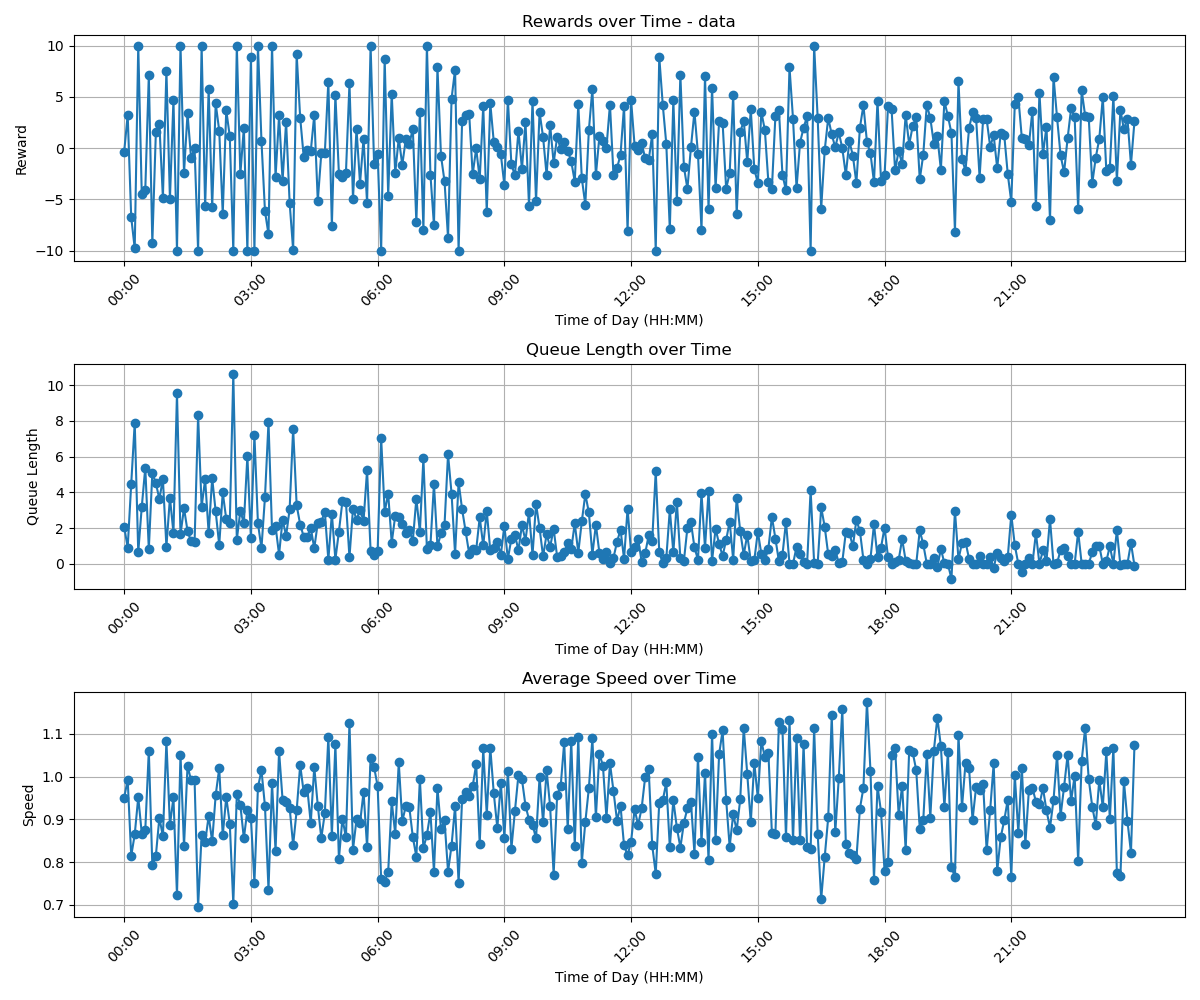 Rewards over Time - data
10
5
0
−5
−10
Reward
00:00 03:00 06:00 09:00 12:00 15:00 18:00 21:00
Time of Day (HH:MM)
Queue Length over Time
10
8
6
4
2
0
Queue Length
00:00 03:00 06:00 09:00 12:00 15:00 18:00 21:00
Time of Day (HH:MM)
Average Speed over Time
1.1
1.0
0.9
0.8
0.7
Speed
00:00 03:00 06:00 09:00 12:00 15:00 18:00 21:00
Time of Day (HH:MM)